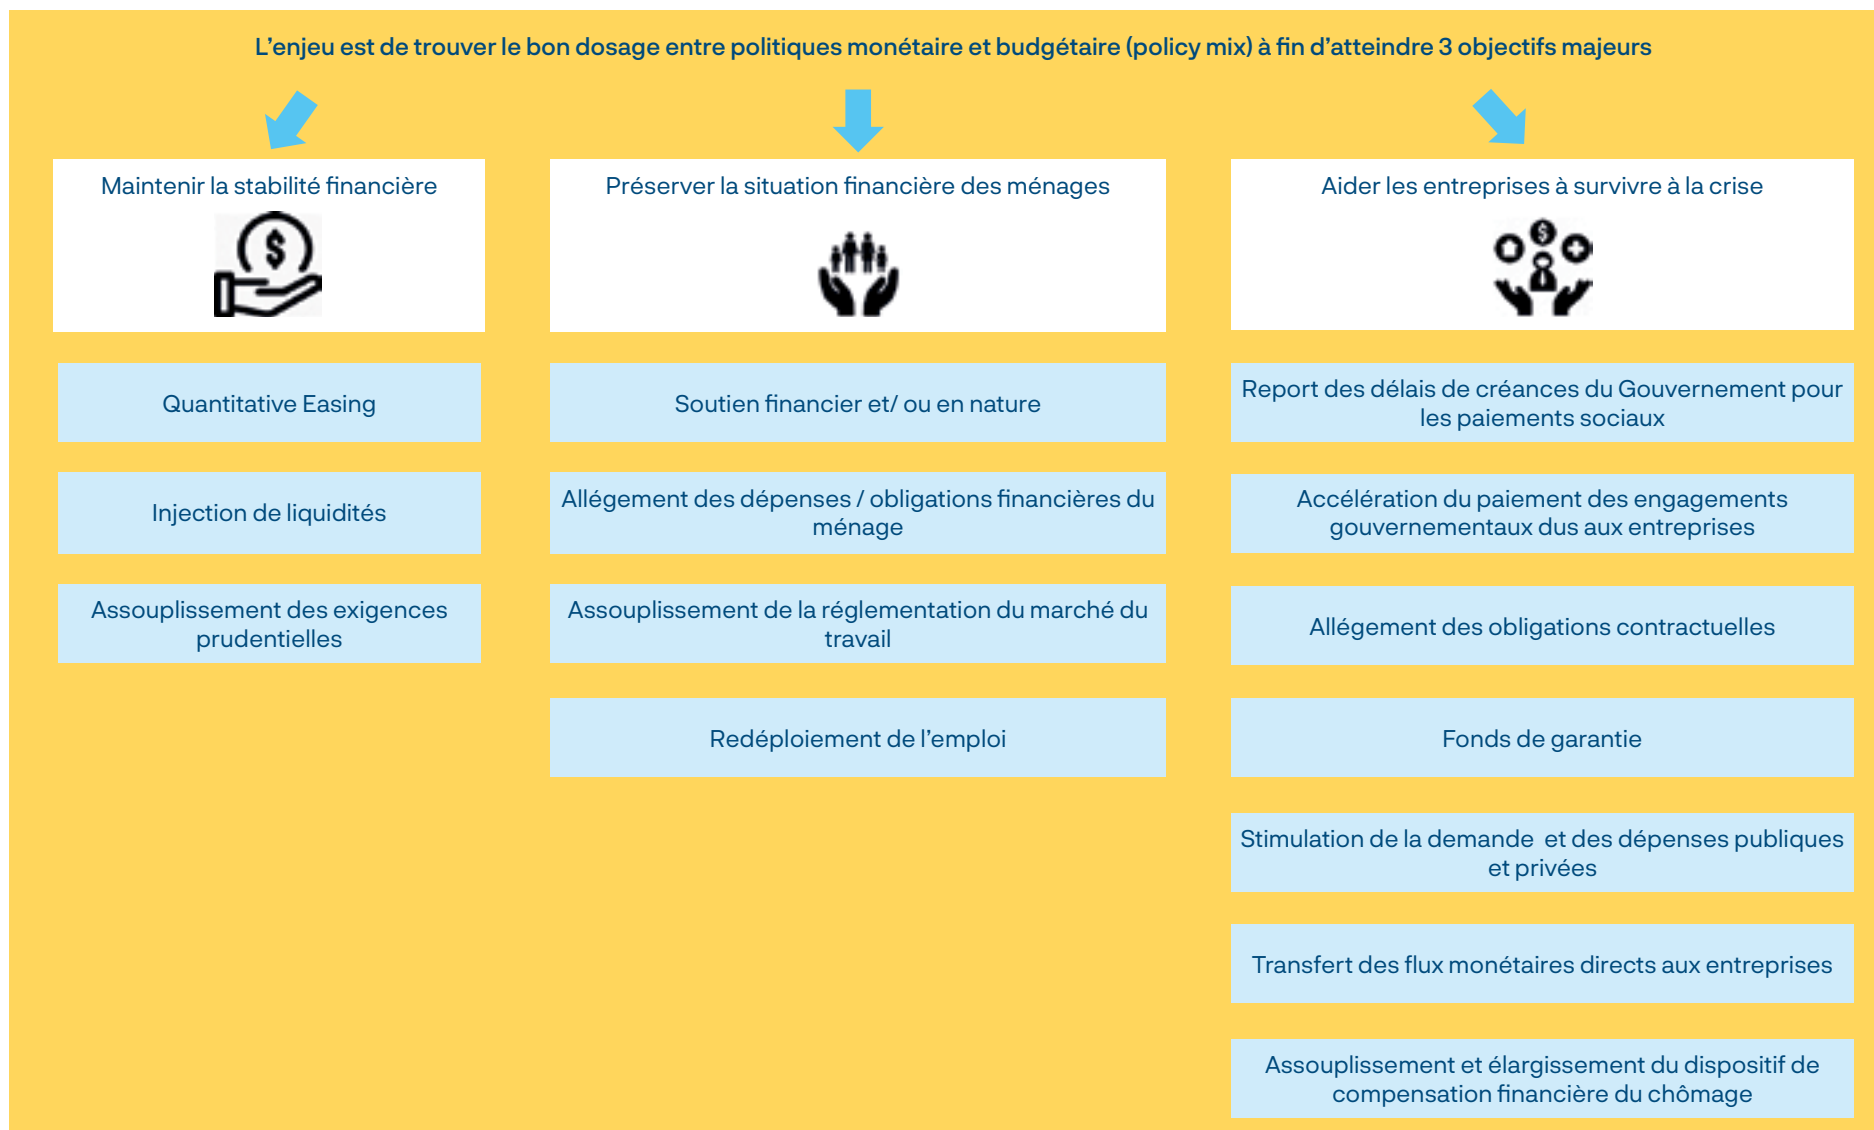 L’enjeu est de trouver le bon dosage entre politiques monétaire et budgétaire (policy mix) à fin d’atteindre 3 objectifs majeurs
Maintenir la stabilité financière
$
Quantitative Easing
Injection de liquidités
Assouplissement des exigences
prudentielles
Préserver la situation financière des ménages
Soutien financier et/ ou en nature
Allégement des dépenses / obligations financières du
ménage
Assouplissement de la réglementation du marché du
travail
Redéploiement de l’emploi
Aider les entreprises à survivre à la crise
$
Report des délais de créances du Gouvernement pour
les paiements sociaux
Accélération du paiement des engagements
gouvernementaux dus aux entreprises
Allégement des obligations contractuelles
Fonds de garantie
Stimulation de la demande  et des dépenses publiques
et privées
Transfert des flux monétaires directs aux entreprises
Assouplissement et élargissement du dispositif de
compensation financière du chômage